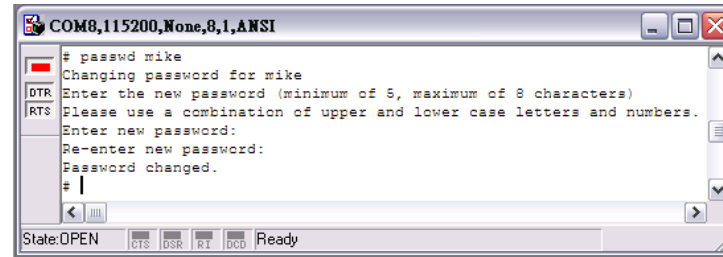 COM8,115200,None,8,1,ANSI
# passwd mike
Changing password for mike
DTR
Enter the new password (minimum of 5, maximum of 8 characters)
RTS
Please use a combination of upper and lower case letters and numbers.
Enter new password:
Re-enter new password:
Password changed.
#
State:OPEN CTS DSR RI DCD Ready